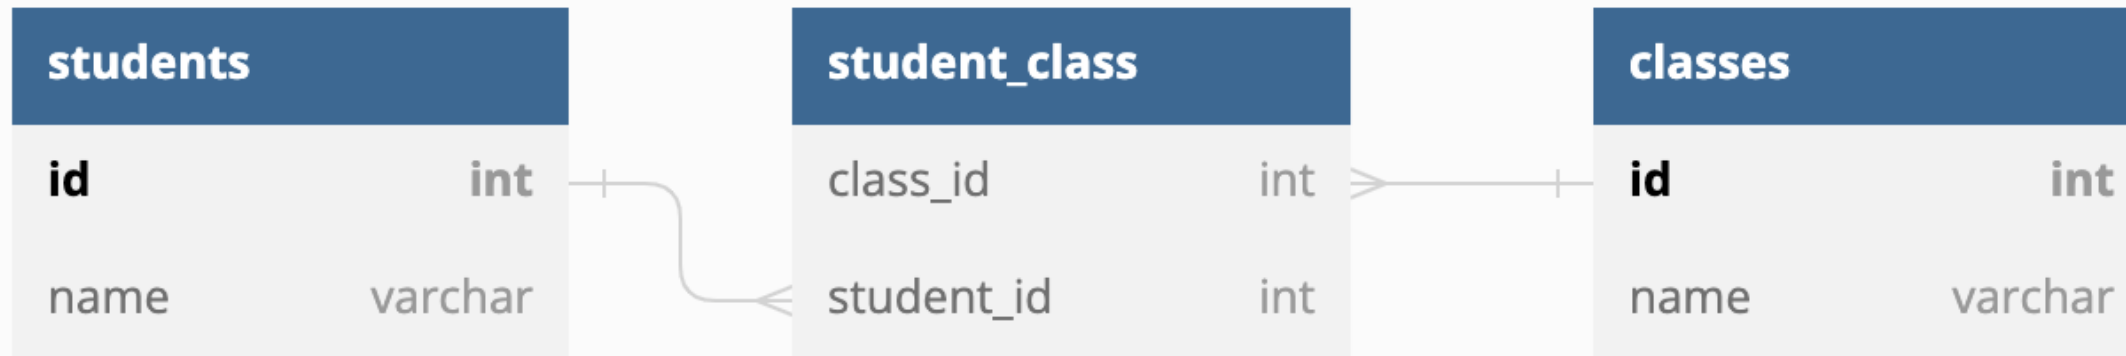 students
id int
name varchar
student_class
class_id int
student_id int
classes
id int
name varchar